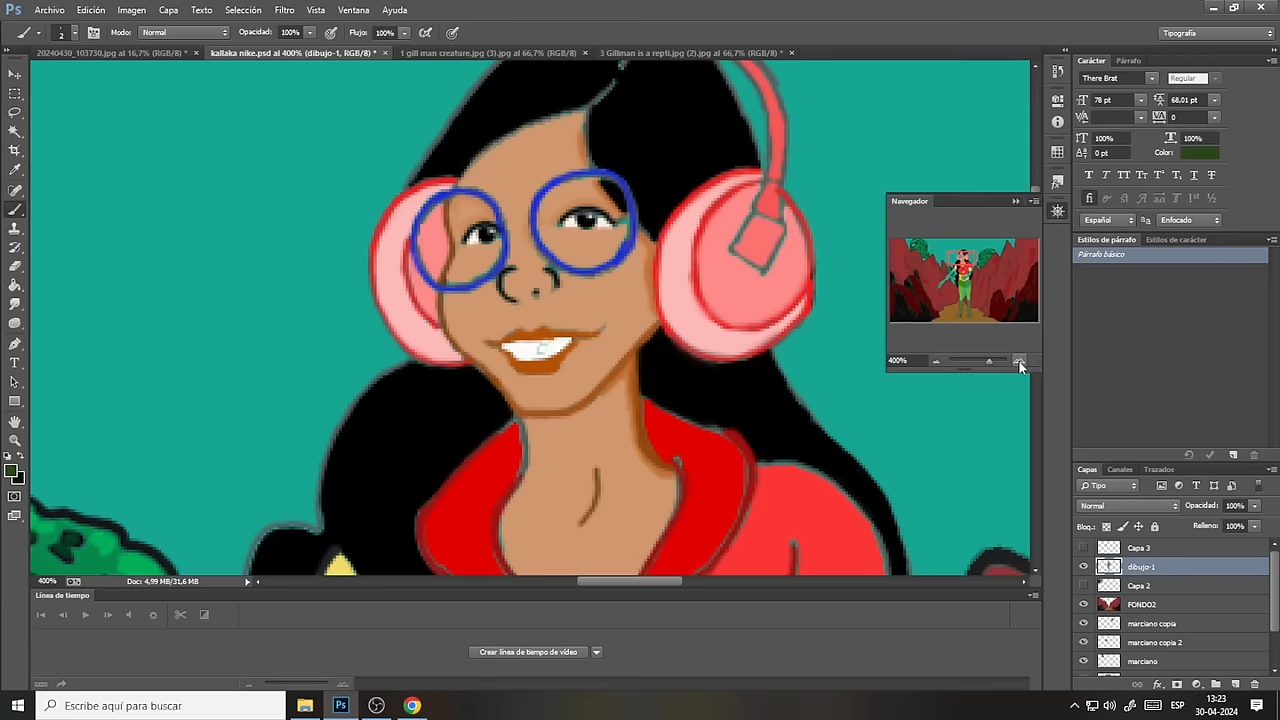 Ps Archivo Edición Imagen Capa Texto Selección Filtro Vista Ventana Ayuda
2 Modo: Normal Opacidad: 100% Flujo: 100% Tipografía
20240430_103730.jpg al 16,7% (RGB/8) * × kallaka nike.psd al 400% (dibujo-1, RGB/8) * × 1 gill man creature.jpg (3).jpg al 66,7% (RGB/8) × 3 Gillman is a repti.jpg (2).jpg al 66,7% (RGB/8) * ×
Carácter Párrafo
There Brat Regular
78 pt 68,01 pt
0
100% 100%
0 pt Color:
Español Enfocado
Estilos de párrafo Estilos de carácter
Párrafo básico
Navegador
400%
Capas Canales Trazados
Tipo
Normal Opacidad: 100%
Bloq.: Relleno: 100%
Capa 3
dibujo-1
Capa 2
FONDO2
marciano copia
marciano copia 2
marciano
400% Doc: 4,99 MB/31,6 MB
Línea de tiempo
Crear línea de tiempo de vídeo
Escribe aquí para buscar
Ps
ESP
13:23
30-04-2024